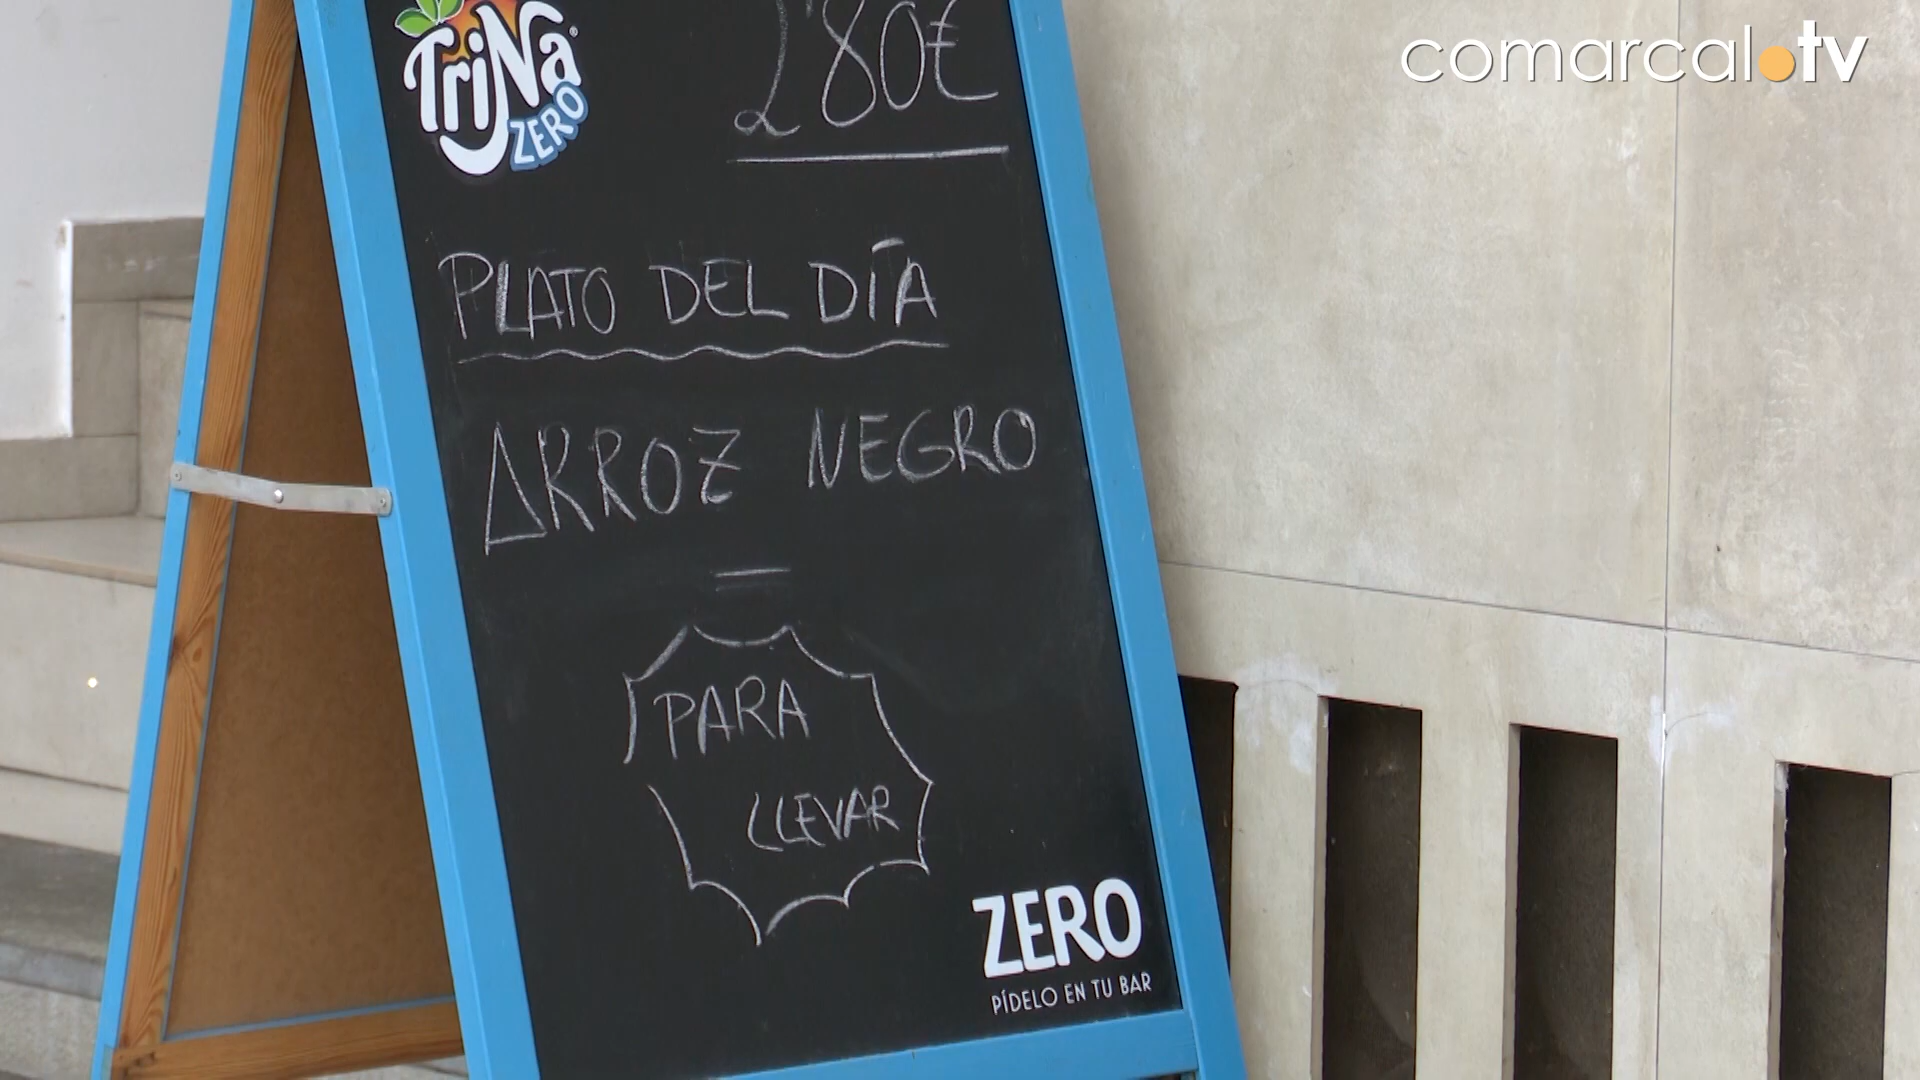 TriNa
ZERO
2'80€
comarcal.tv
PLATO DEL DÍA
ARROZ NEGRO
PARA
LLEVAR
ZERO
PÍDELO EN TU BAR